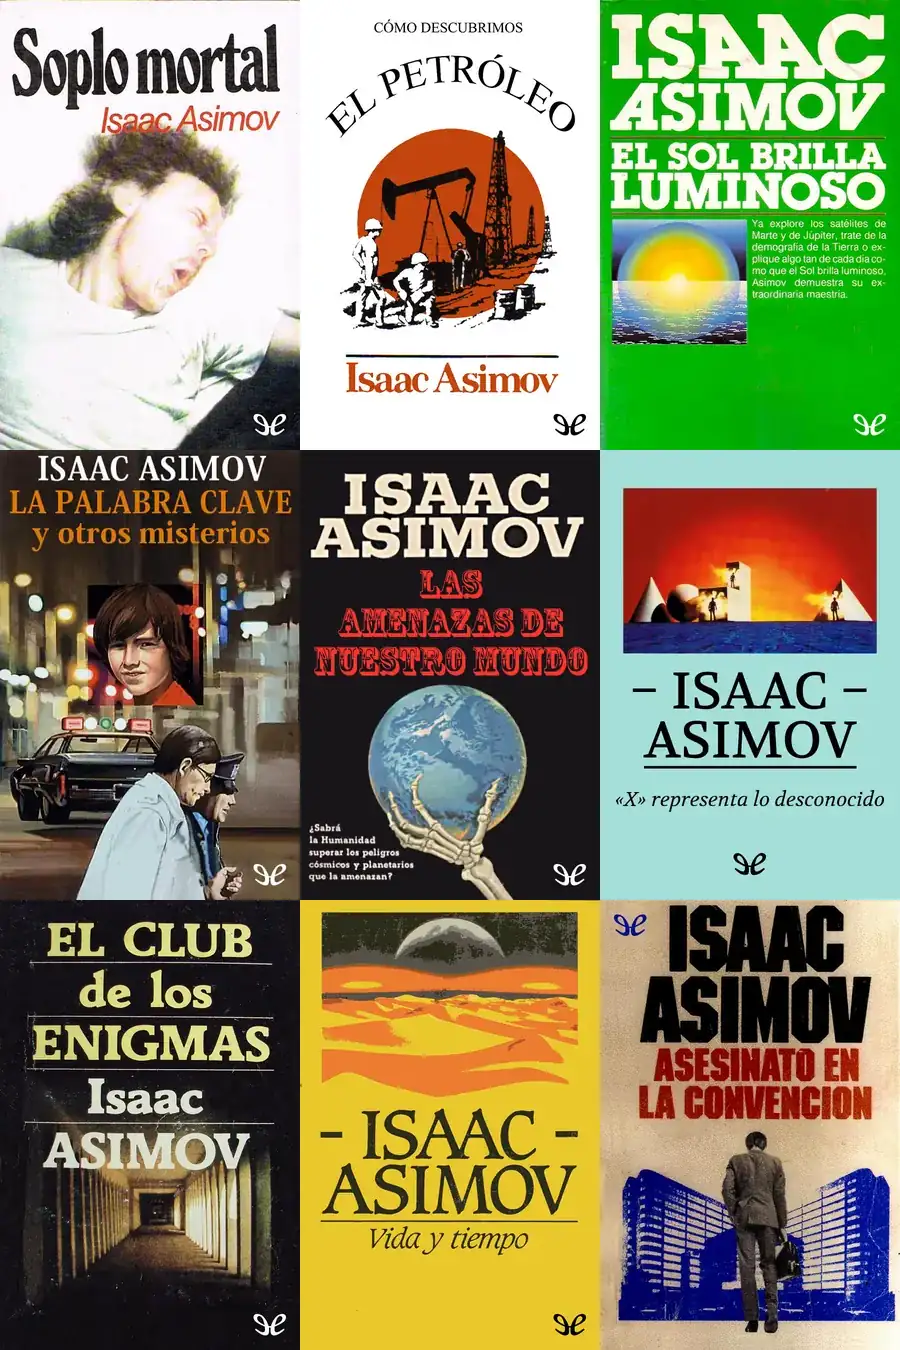 Soplo mortal
Isaac Asimov
CÓMO DESCUBRIMOS
EL PETRÓLEO
Isaac Asimov
ISAAC
ASIMOV
EL SOL BRILLA
LUMINOSO
Ya explore los satélites de
Marte y de Júpiter, trate de la
demografía de la Tierra o ex-
plique algo tan de cada día co-
mo que el Sol brilla luminoso,
Asimov demuestra su ex-
traordinaria maestría.
ISAAC ASIMOV
LA PALABRA CLAVE
y otros misterios
ISAAC
ASIMOV
LAS
AMENAZAS DE
NUESTRO MUNDO
¿Sabrá
la Humanidad
superar los peligros
cósmicos y planetarios
que la amenazan?
– ISAAC –
ASIMOV
«X» representa lo desconocido
EL CLUB
de los
ENIGMAS
Isaac
ASIMOV
– ISAAC –
ASIMOV
Vida y tiempo
ISAAC
ASIMOV
ASESINATO EN
LA CONVENCION